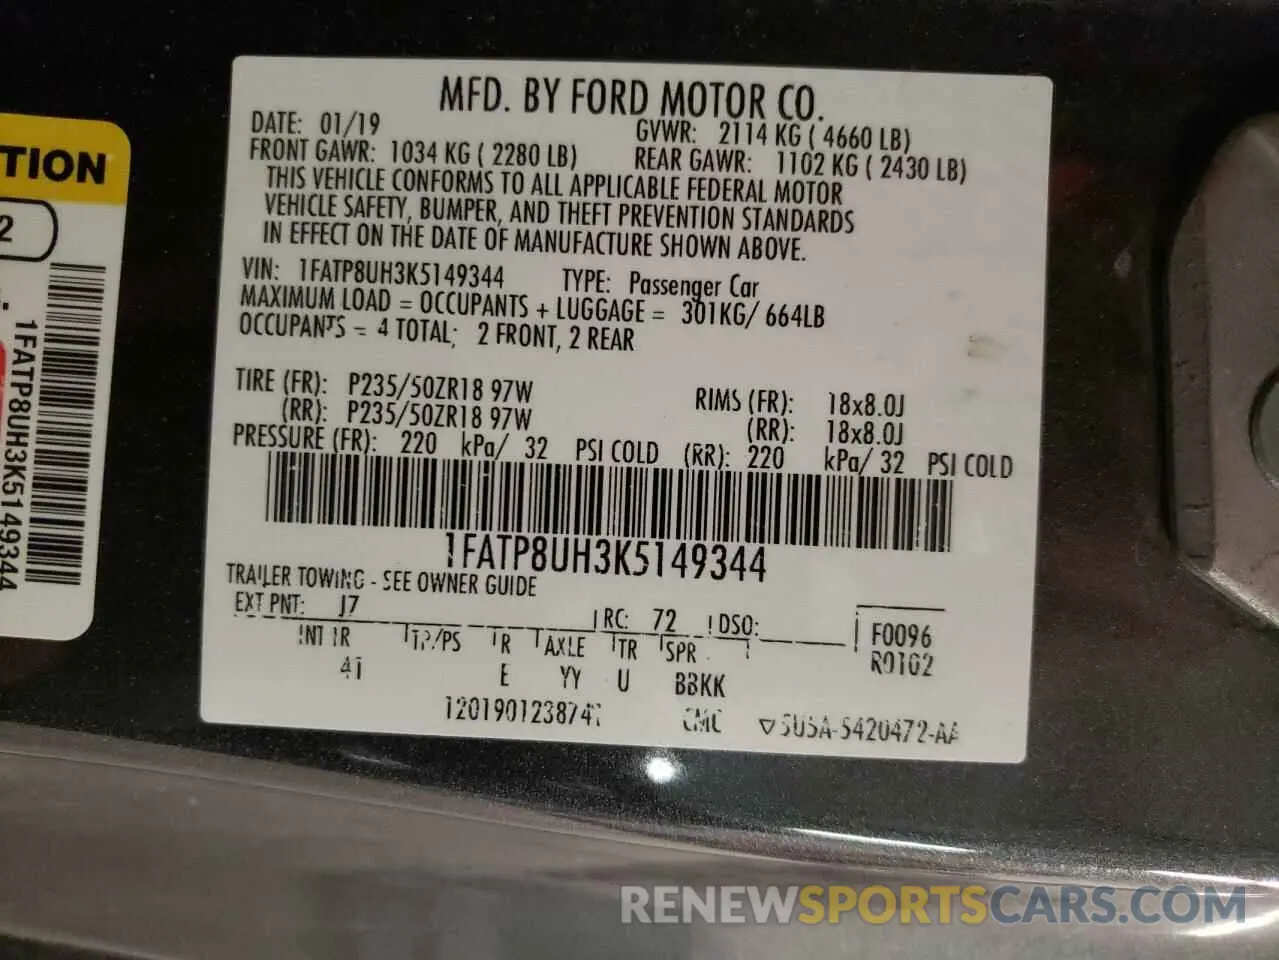 MFD. BY FORD MOTOR CO.
DATE: 01/19 GVWR: 2114 KG ( 4660 LB)
FRONT GAWR: 1034 KG ( 2280 LB) REAR GAWR: 1102 KG ( 2430 LB)
THIS VEHICLE CONFORMS TO ALL APPLICABLE FEDERAL MOTOR
VEHICLE SAFETY, BUMPER, AND THEFT PREVENTION STANDARDS
IN EFFECT ON THE DATE OF MANUFACTURE SHOWN ABOVE.
VIN: 1FATP8UH3K5149344 TYPE: Passenger Car
MAXIMUM LOAD = OCCUPANTS + LUGGAGE = 301KG/ 664LB
OCCUPANTS = 4 TOTAL; 2 FRONT, 2 REAR
TIRE (FR): P235/50ZR18 97W RIMS (FR): 18x8.0J
(RR): P235/50ZR18 97W (RR): 18x8.0J
PRESSURE (FR): 220 kPa/ 32 PSI COLD (RR): 220 kPa/ 32 PSI COLD
1FATP8UH3K5149344
TRAILER TOWING - SEE OWNER GUIDE
EXT PNT: J7 RC: 72 DSO:
F0096
INT TR TP/PS R AXLE TR SPR
R0102
E YY U BBKK
CMC 5U5A-5420472-AA
TION
2
1FATP8UH3K5149344
RENEWSPORTSCARS.COM